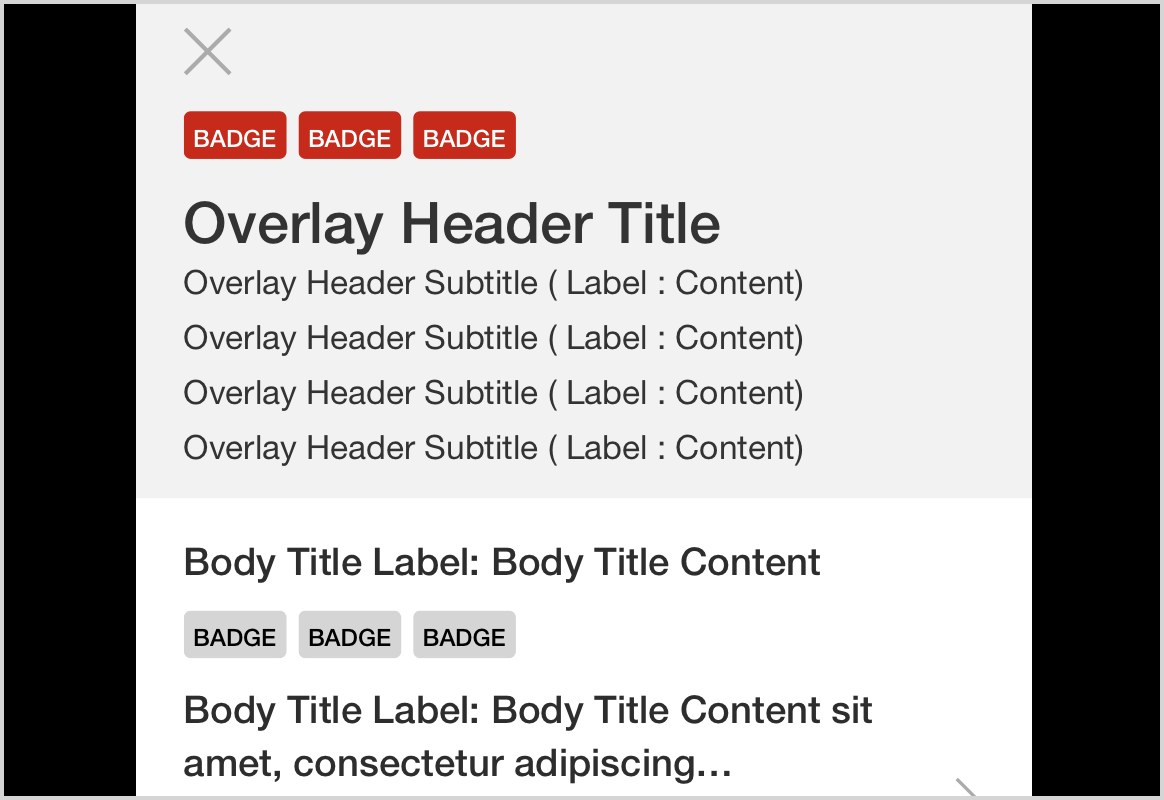 BADGE BADGE BADGE
Overlay Header Title
Overlay Header Subtitle ( Label : Content)
Overlay Header Subtitle ( Label : Content)
Overlay Header Subtitle ( Label : Content)
Overlay Header Subtitle ( Label : Content)
Body Title Label: Body Title Content
BADGE BADGE BADGE
Body Title Label: Body Title Content sit
amet, consectetur adipiscing...